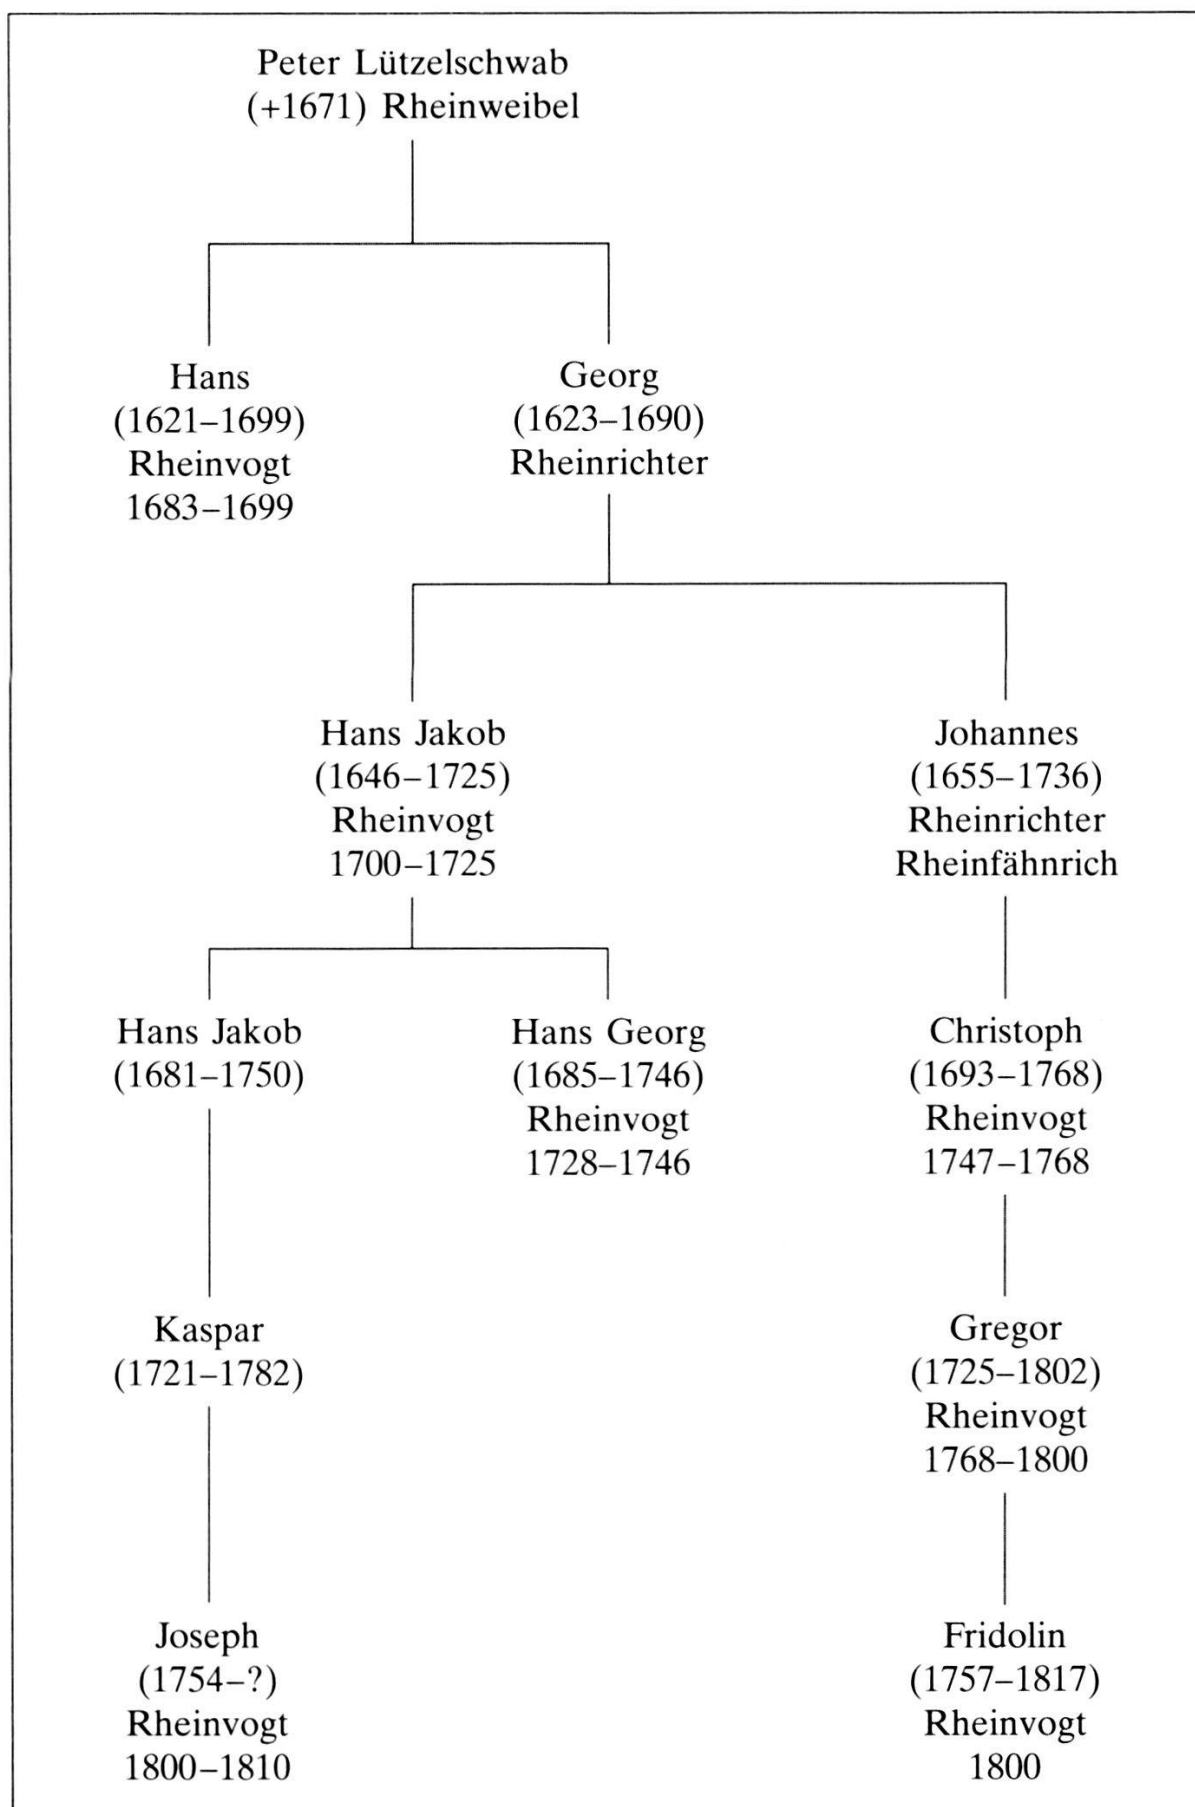 Peter Lützelschwab
(+1671) Rheinweibel
Hans
(1621–1699)
Rheinvogt
1683–1699
Georg
(1623–1690)
Rheinrichter
Hans Jakob
(1646–1725)
Rheinvogt
1700–1725
Johannes
(1655–1736)
Rheinrichter
Rheinfähnrich
Hans Jakob
(1681–1750)
Hans Georg
(1685–1746)
Rheinvogt
1728–1746
Christoph
(1693–1768)
Rheinvogt
1747–1768
Kaspar
(1721–1782)
Gregor
(1725–1802)
Rheinvogt
1768–1800
Joseph
(1754–?)
Rheinvogt
1800–1810
Fridolin
(1757–1817)
Rheinvogt
1800